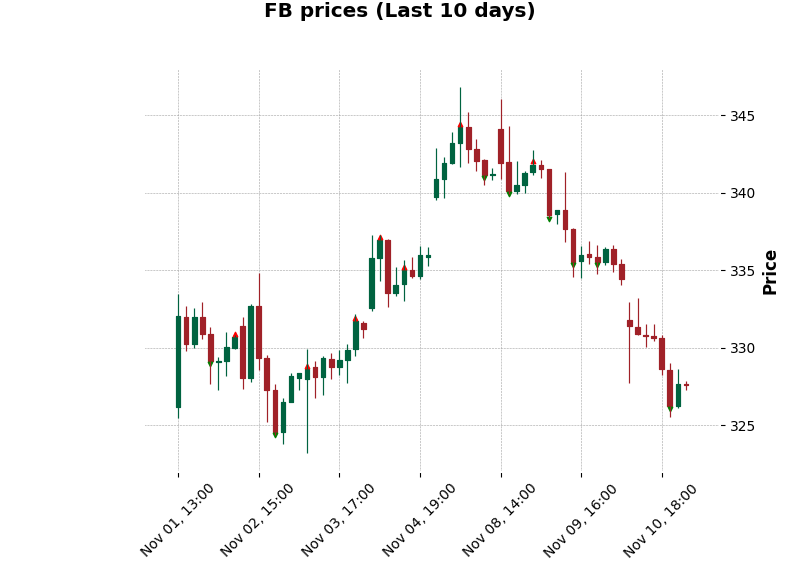 FB prices (Last 10 days)
345
340
335
330
325
Price
Nov 01, 13:00
Nov 02, 15:00
Nov 03, 17:00
Nov 04, 19:00
Nov 08, 14:00
Nov 09, 16:00
Nov 10, 18:00